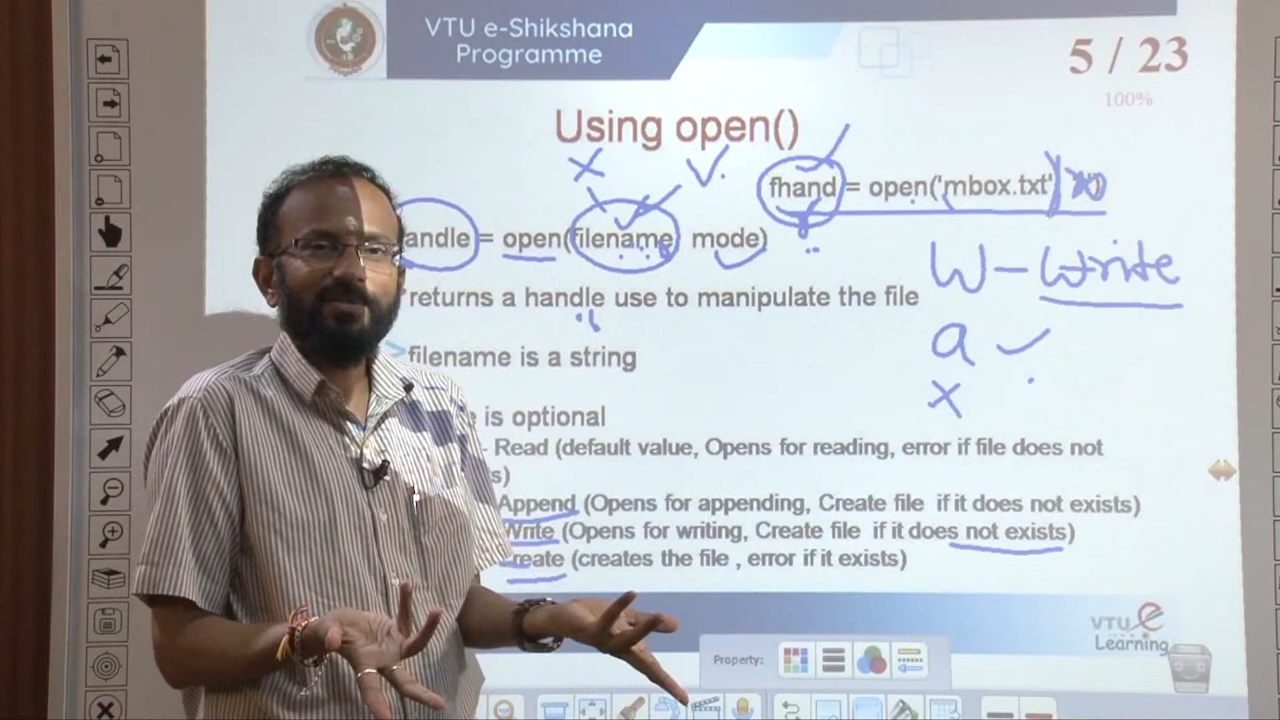 VTU e-Shikshana
Programme
5 / 23
100%
Using open()
x
fhand = open('mbox.txt'
andle = open(filename, mode)
W - Write
returns a handle use to manipulate the file
a
filename is a string
x
is optional
- Read (default value, Opens for reading, error if file does not
s)
Append (Opens for appending, Create file if it does not exists)
Write (Opens for writing, Create file if it does not exists)
Create (creates the file , error if it exists)
VTU e
Learning
Property: